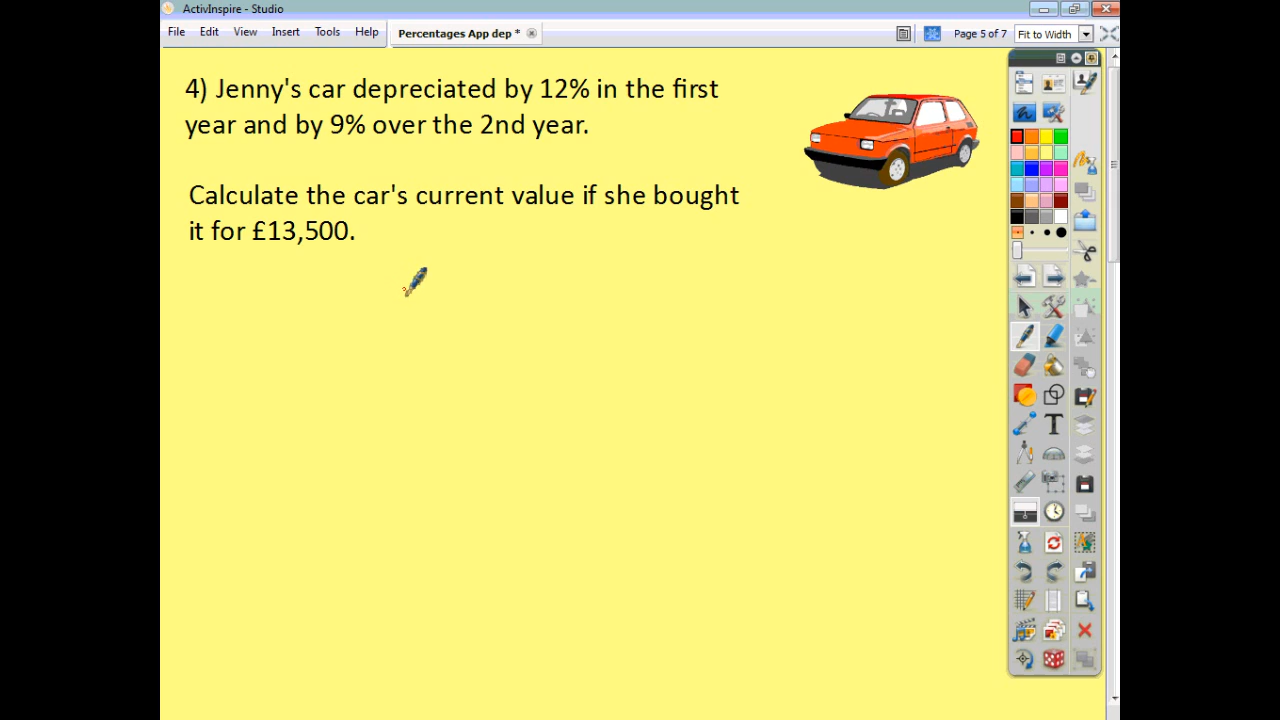 ActivInspire - Studio
File Edit View Insert Tools Help
Percentages App dep *
Page 5 of 7
Fit to Width
4) Jenny's car depreciated by 12% in the first
year and by 9% over the 2nd year.
Calculate the car's current value if she bought
it for £13,500.